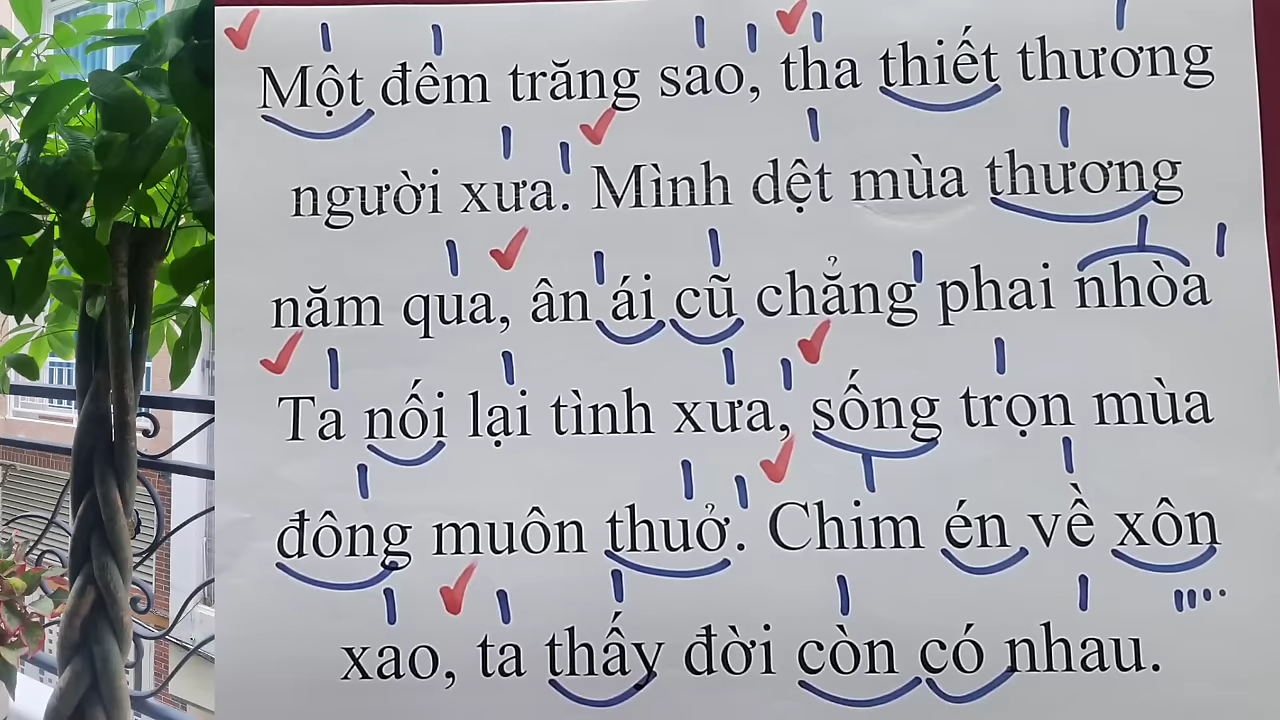 Một đêm trăng sao, tha thiết thương
người xưa. Mình dệt mùa thương
năm qua, ân ái cũ chẳng phai nhòa
Ta nối lại tình xưa, sống trọn mùa
đông muôn thuở. Chim én về xôn
xao, ta thấy đời còn có nhau.